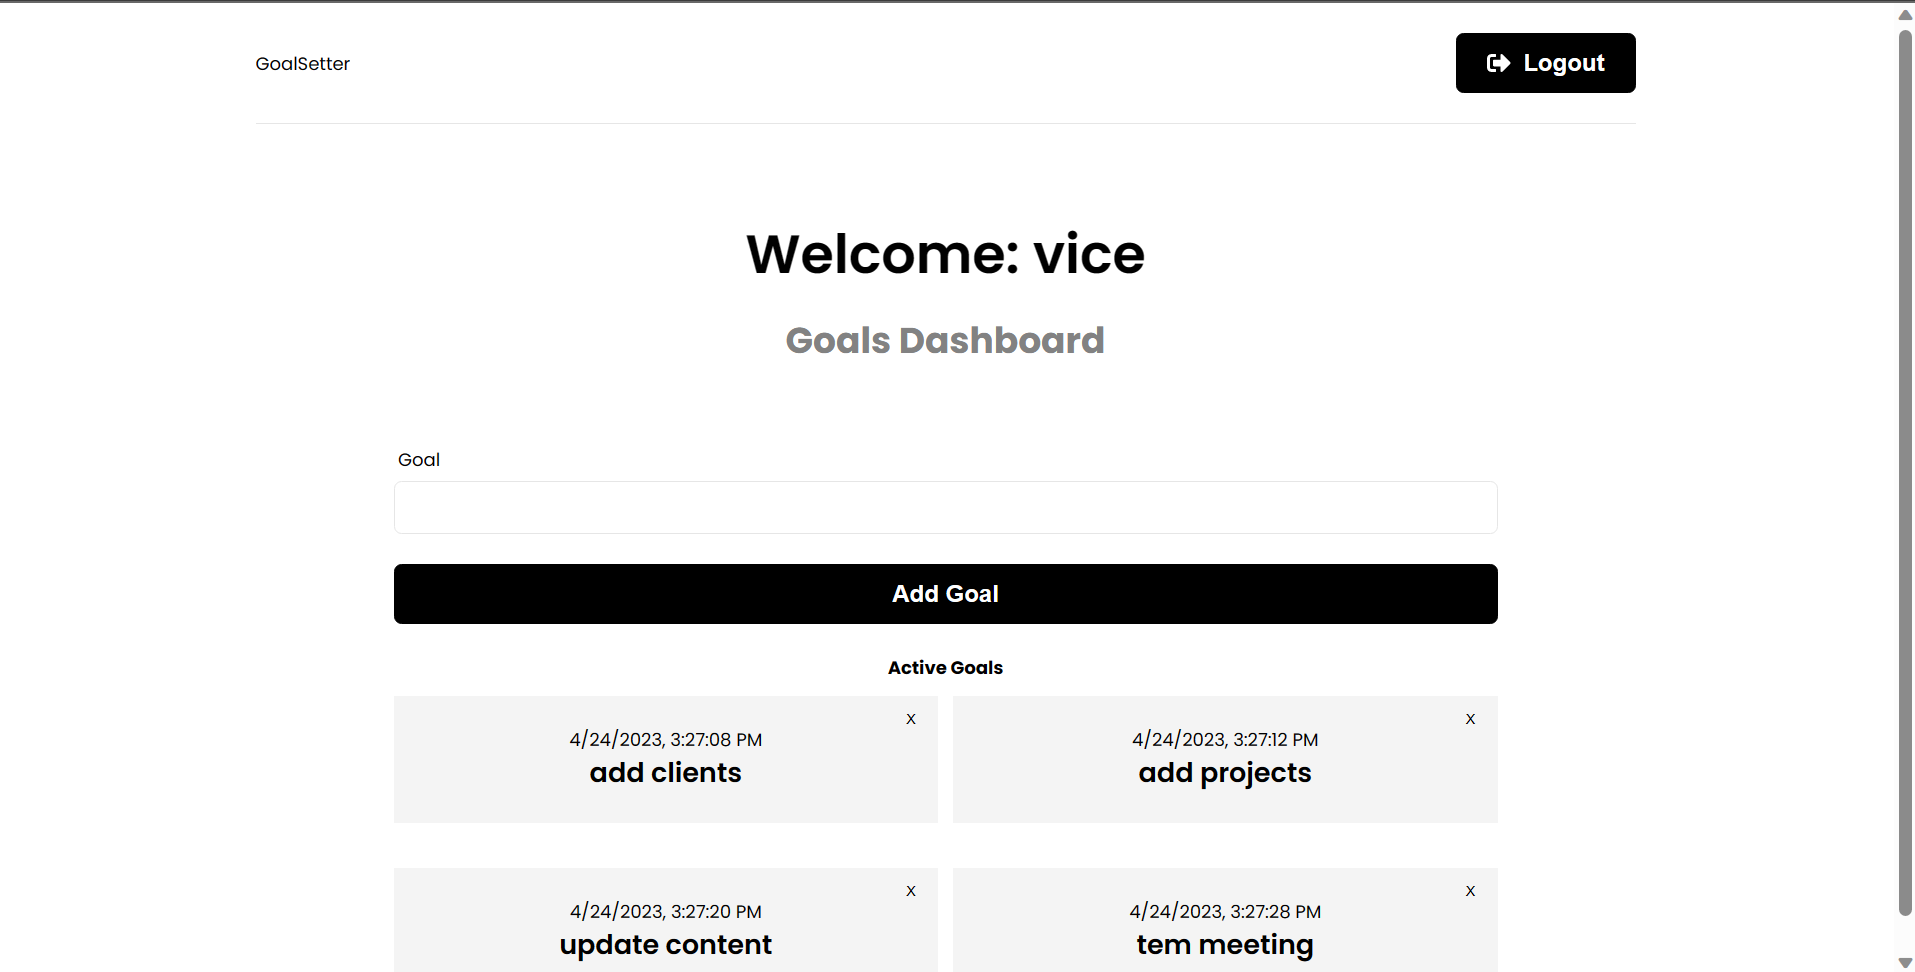 GoalSetter
Logout
Welcome: vice
Goals Dashboard
Goal
Add Goal
Active Goals
X
4/24/2023, 3:27:08 PM
add clients
X
4/24/2023, 3:27:12 PM
add projects
X
4/24/2023, 3:27:20 PM
update content
X
4/24/2023, 3:27:28 PM
tem meeting